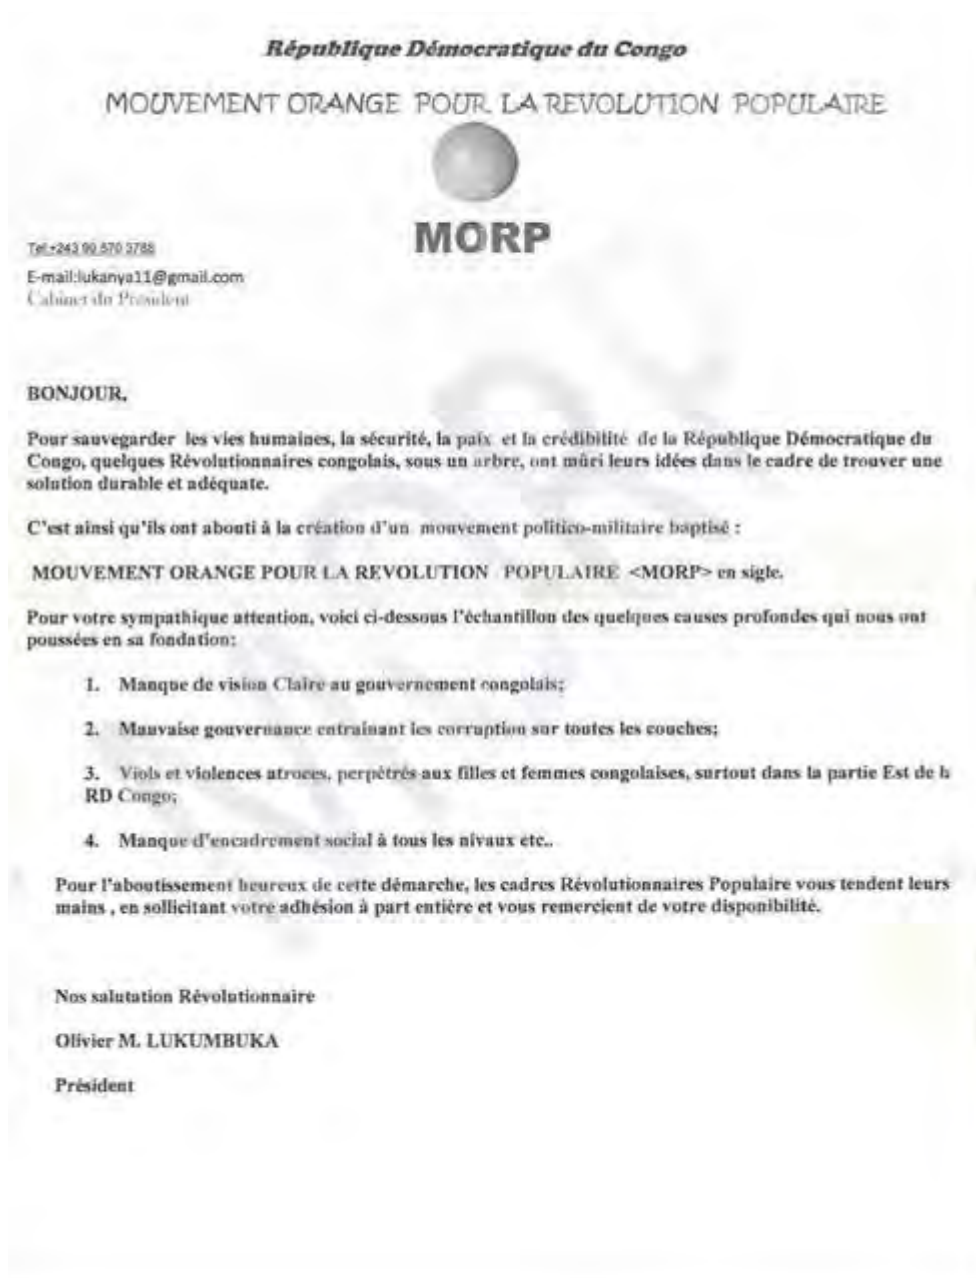 République Démocratique du Congo
MOUVEMENT ORANGE POUR LA REVOLUTION POPULAIRE
MORP
Tel:+243 99 570 3788
E-mail:lukanya11@gmail.com
Cabinet du Président
BONJOUR,
Pour sauvegarder les vies humaines, la sécurité, la paix et la crédibilité de la République Démocratique du
Congo, quelques Révolutionnaires congolais, sous un arbre, ont mûri leurs idées dans le cadre de trouver une
solution durable et adéquate.
C'est ainsi qu'ils ont abouti à la création d'un mouvement politico-militaire baptisé :
MOUVEMENT ORANGE POUR LA REVOLUTION POPULAIRE <MORP> en sigle.
Pour votre sympathique attention, voici ci-dessous l'échantillon des quelques causes profondes qui nous ont
poussées en sa fondation:
1. Manque de vision Claire au gouvernement congolais;
2. Mauvaise gouvernance entrainant les corruption sur toutes les couches;
3. Viols et violences atroces, perpétrés aux filles et femmes congolaises, surtout dans la partie Est de
RD Congo;
4. Manque d'encadrement social à tous les nivaux etc..
Pour l'aboutissement heureux de cette démarche, les cadres Révolutionnaires Populaire vous tendent leurs
mains , en sollicitant votre adhésion à part entière et vous remercient de votre disponibilité.
Nos salutation Révolutionnaire
Olivier M. LUKUMBUKA
Président